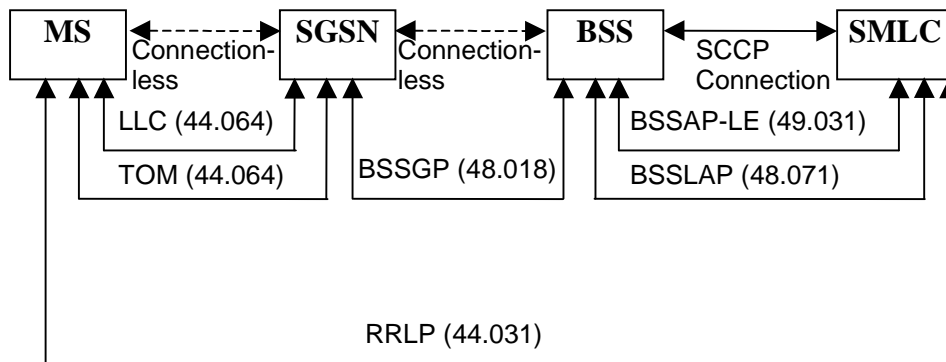 MS
SGSN
BSS
SMLC
Connection-
less
Connection-
less
SCCP
Connection
LLC (44.064)
BSSAP-LE (49.031)
TOM (44.064)
BSSGP (48.018)
BSSLAP (48.071)
RRLP (44.031)